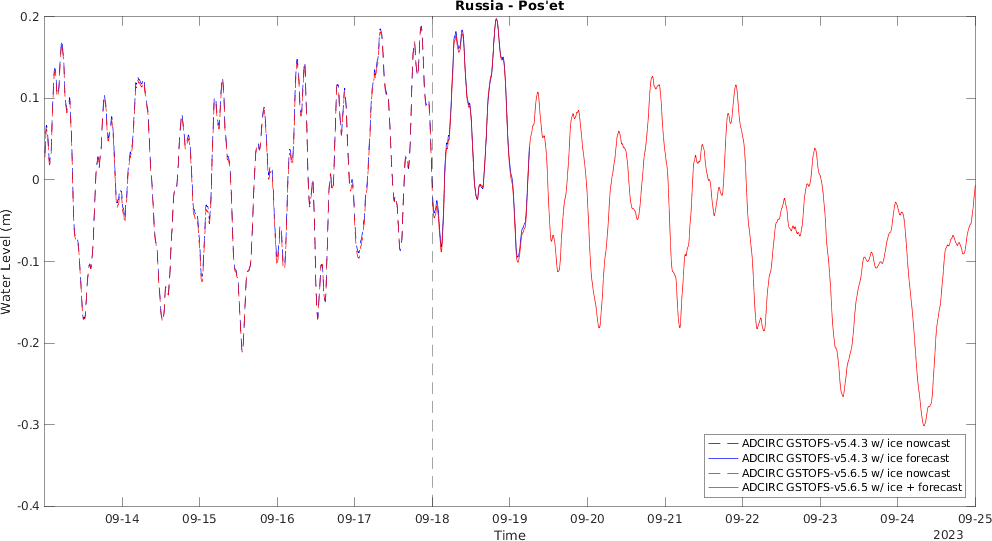 Russia - Pos'et
0.2
0.1
0
-0.1
-0.2
-0.3
-0.4
Water Level (m)
ADCIRC GSTOFS-v5.4.3 w/ ice nowcast
ADCIRC GSTOFS-v5.4.3 w/ ice forecast
ADCIRC GSTOFS-v5.6.5 w/ ice nowcast
ADCIRC GSTOFS-v5.6.5 w/ ice + forecast
09-14 09-15 09-16 09-17 09-18 09-19 09-20 09-21 09-22 09-23 09-24 09-25
Time
2023